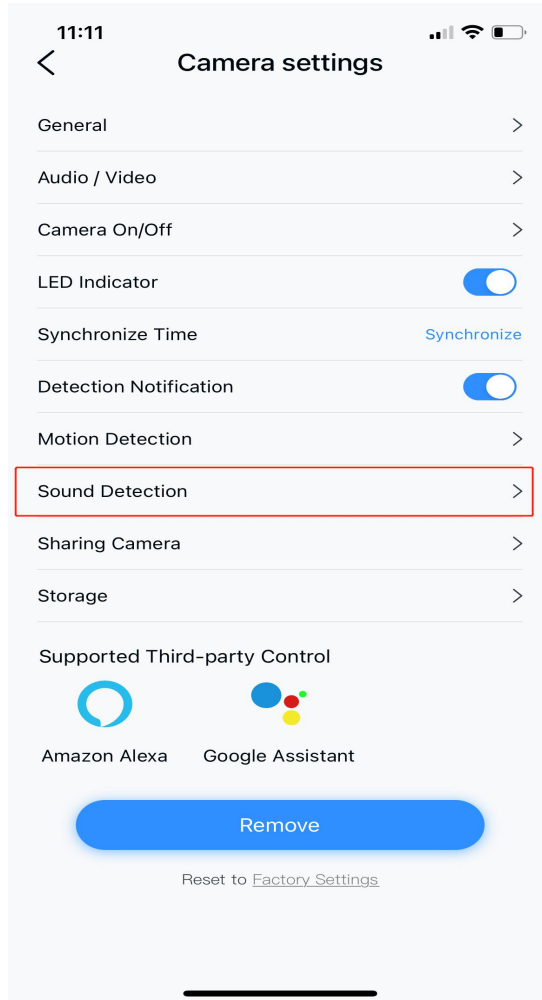 11:11
Camera settings
General
Audio / Video
Camera On/Off
LED Indicator
Synchronize Time Synchronize
Detection Notification
Motion Detection
Sound Detection
Sharing Camera
Storage
Supported Third-party Control
Amazon Alexa Google Assistant
Remove
Reset to Factory Settings